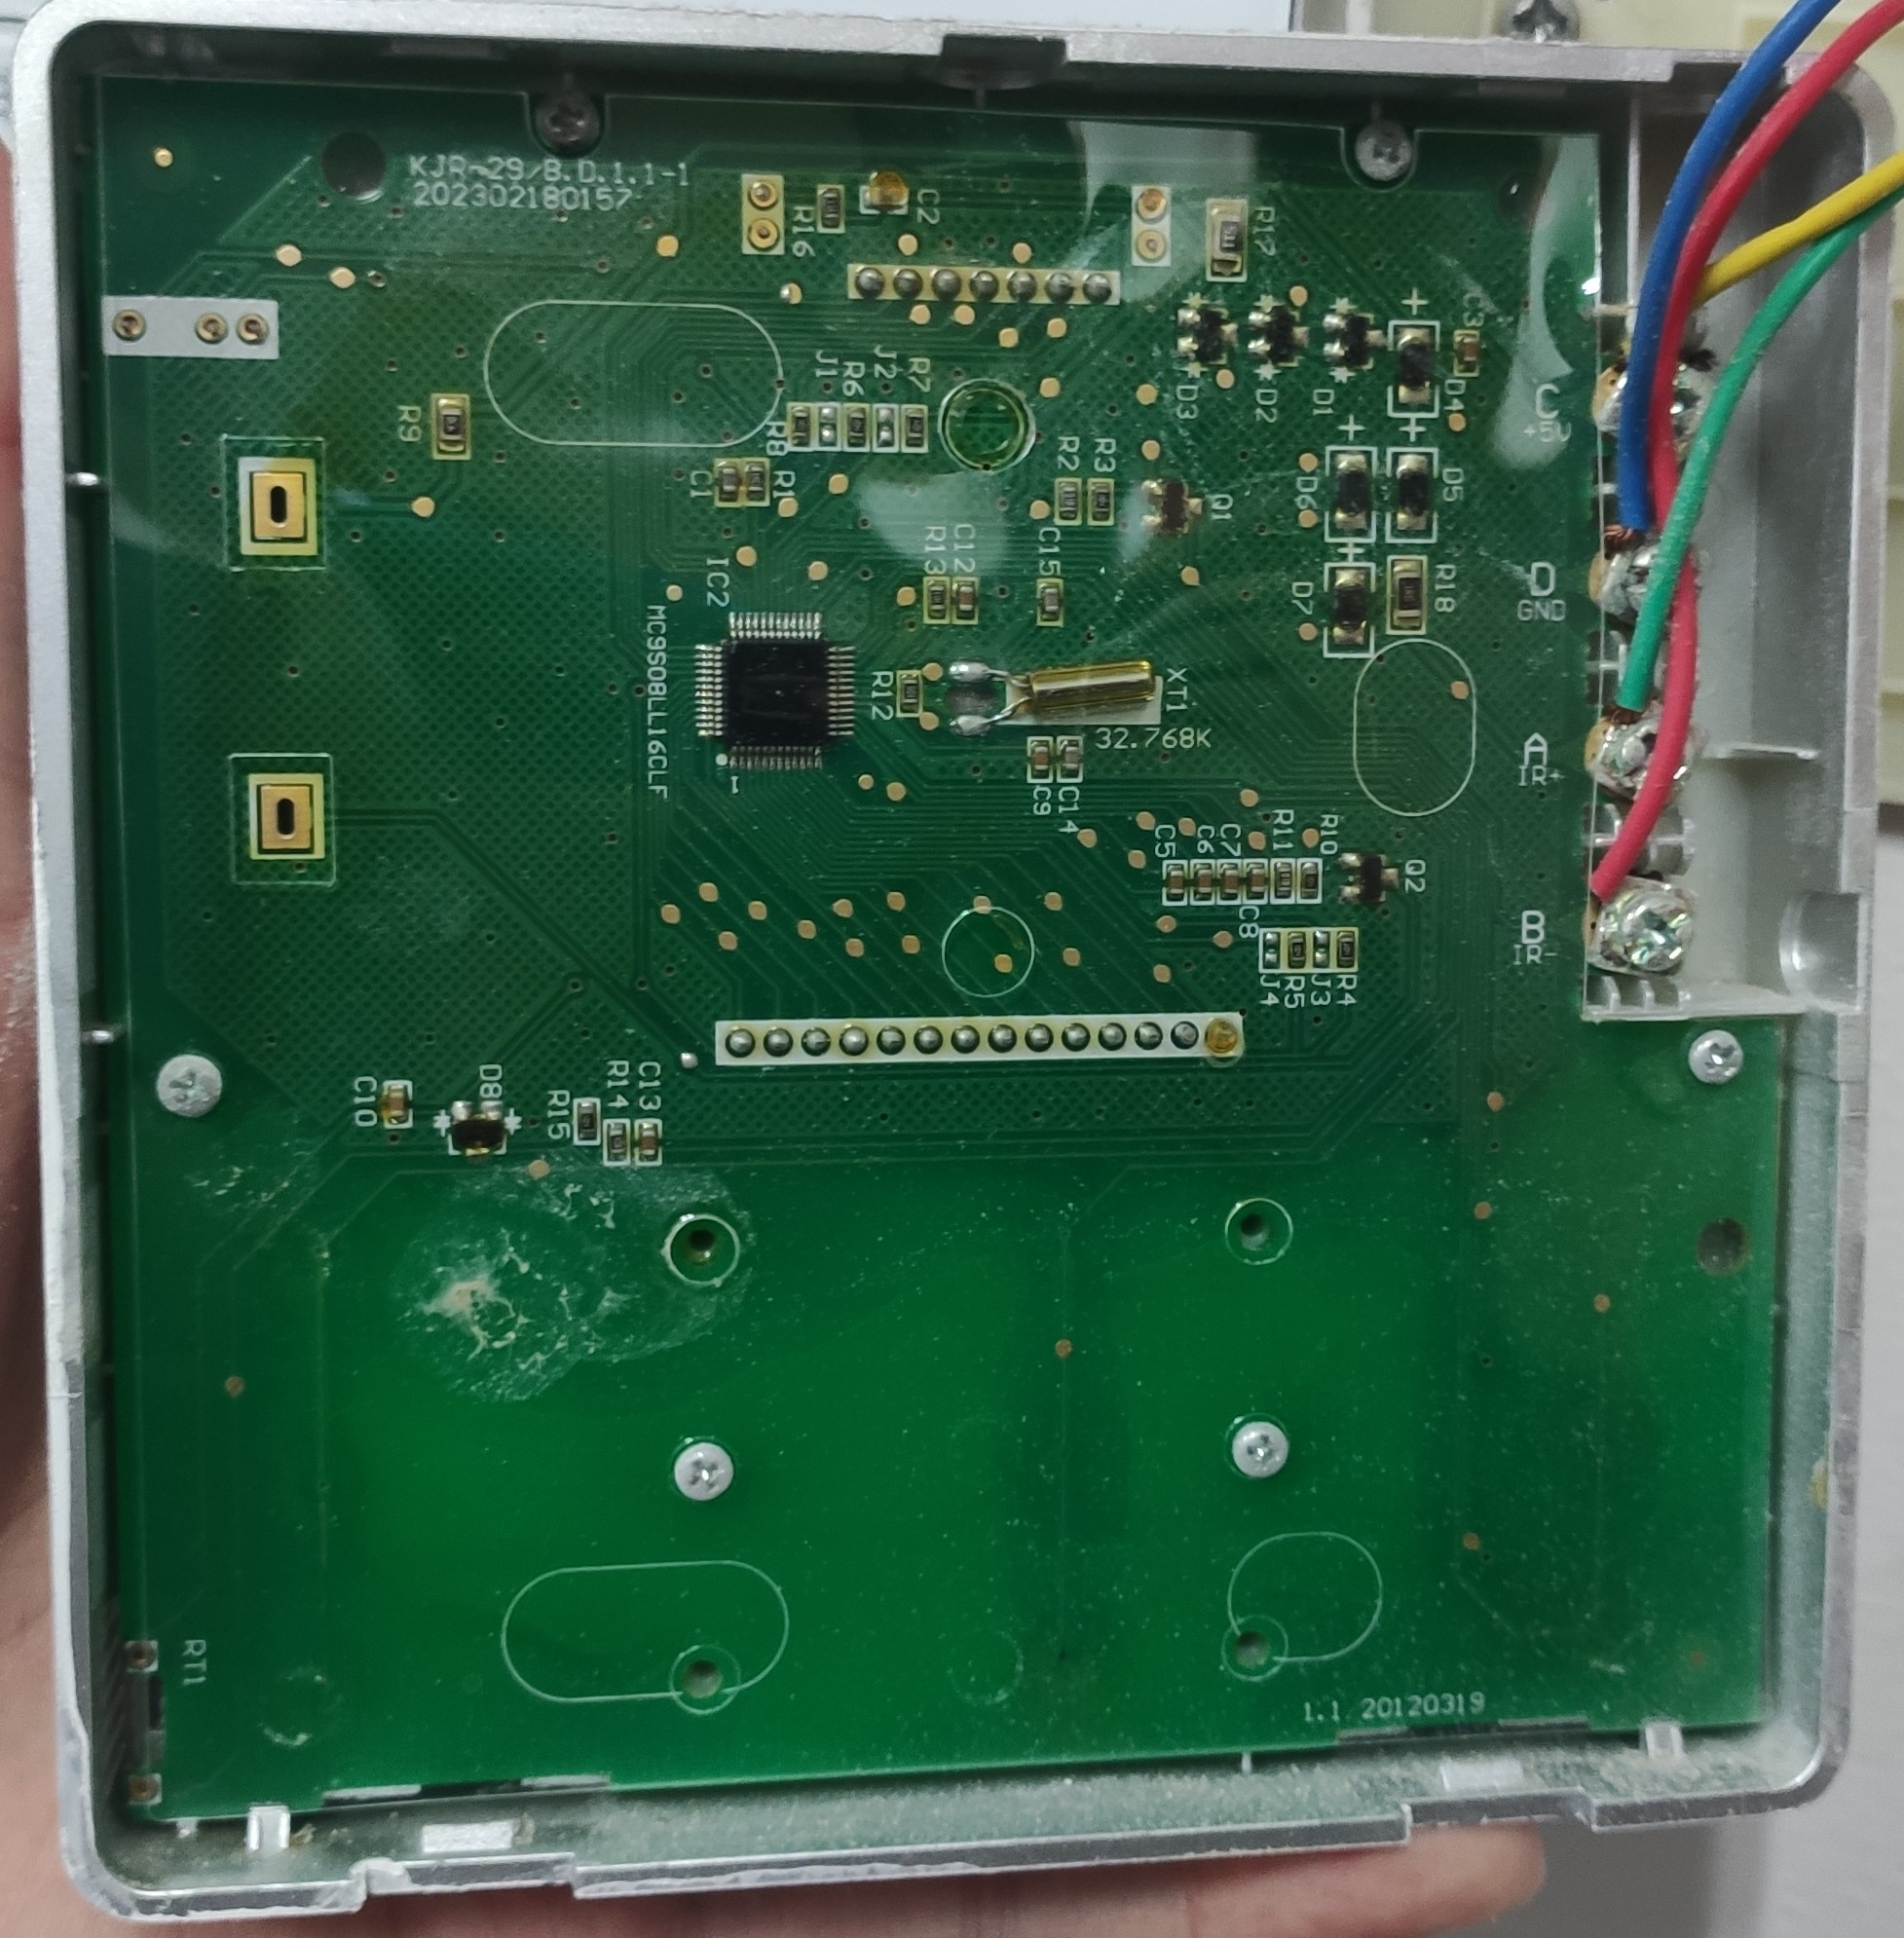 KJR-29/B.D.1.1-1
202302180157
R16
C2
R17
D3
D2
D1
D4
C3
C
+5V
J1
R6
J2
R7
R9
R8
C1
R1
R2
R3
Q1
D6
D5
D7
R18
D
GND
IC2
MC9S08LL16CLF
R13
C12
C15
R12
XT1
32.768K
1
C9
C14
A
IR+
C5
C6
C7
R11
R10
Q2
C8
B
IR-
J4
R5
J3
R4
C10
D8
R15
R14
C13
RT1
1.1 20120319